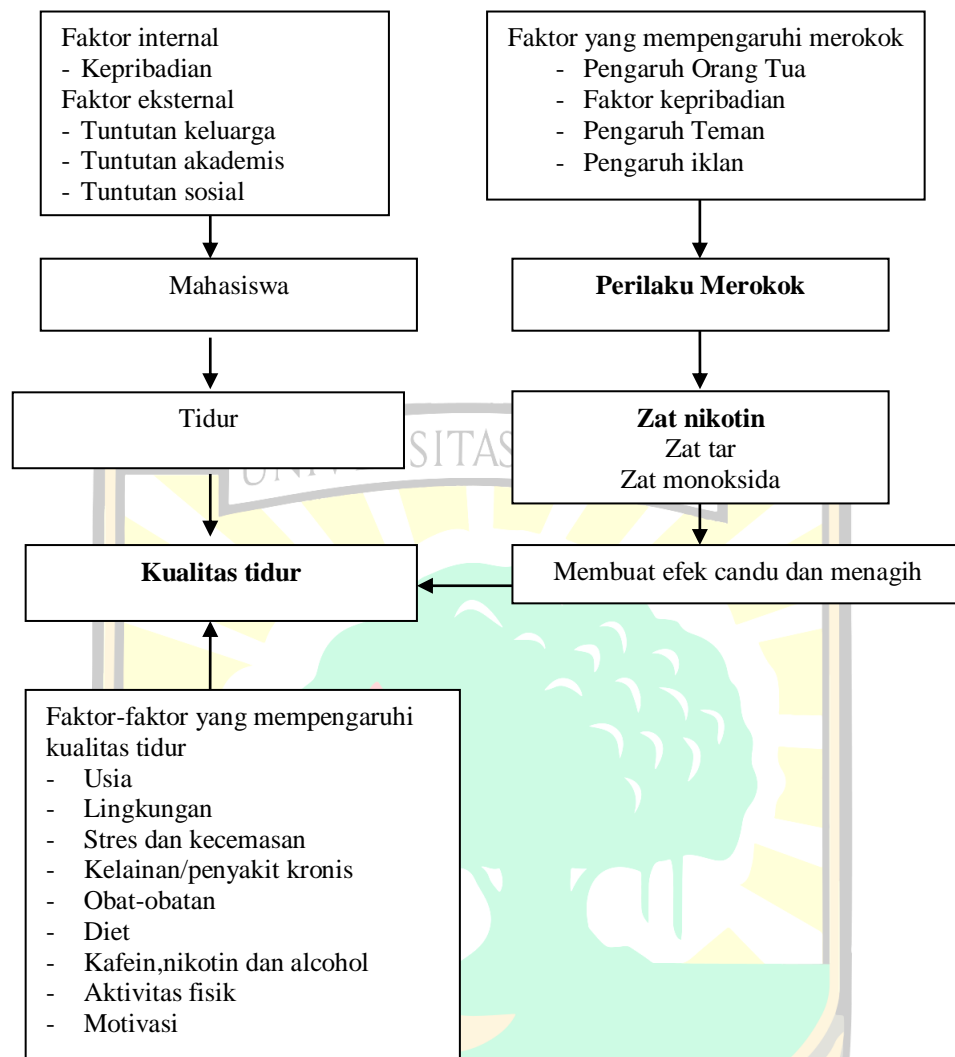 Faktor internal
- Kepribadian
Faktor eksternal
- Tuntutan keluarga
- Tuntutan akademis
- Tuntutan sosial
Faktor yang mempengaruhi merokok
- Pengaruh Orang Tua
- Faktor kepribadian
- Pengaruh Teman
- Pengaruh iklan
Mahasiswa
Perilaku Merokok
Tidur
Zat nikotin
Zat tar
Zat monoksida
Kualitas tidur
Membuat efek candu dan menagih
Faktor-faktor yang mempengaruhi
kualitas tidur
- Usia
- Lingkungan
- Stres dan kecemasan
- Kelainan/penyakit kronis
- Obat-obatan
- Diet
- Kafein,nikotin dan alcohol
- Aktivitas fisik
- Motivasi